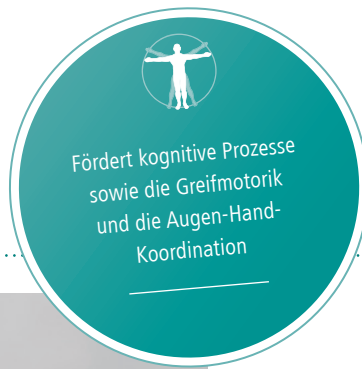 Fördert kognitive Prozesse
sowie die Greifmotorik
und die Augen-Hand-
Koordination